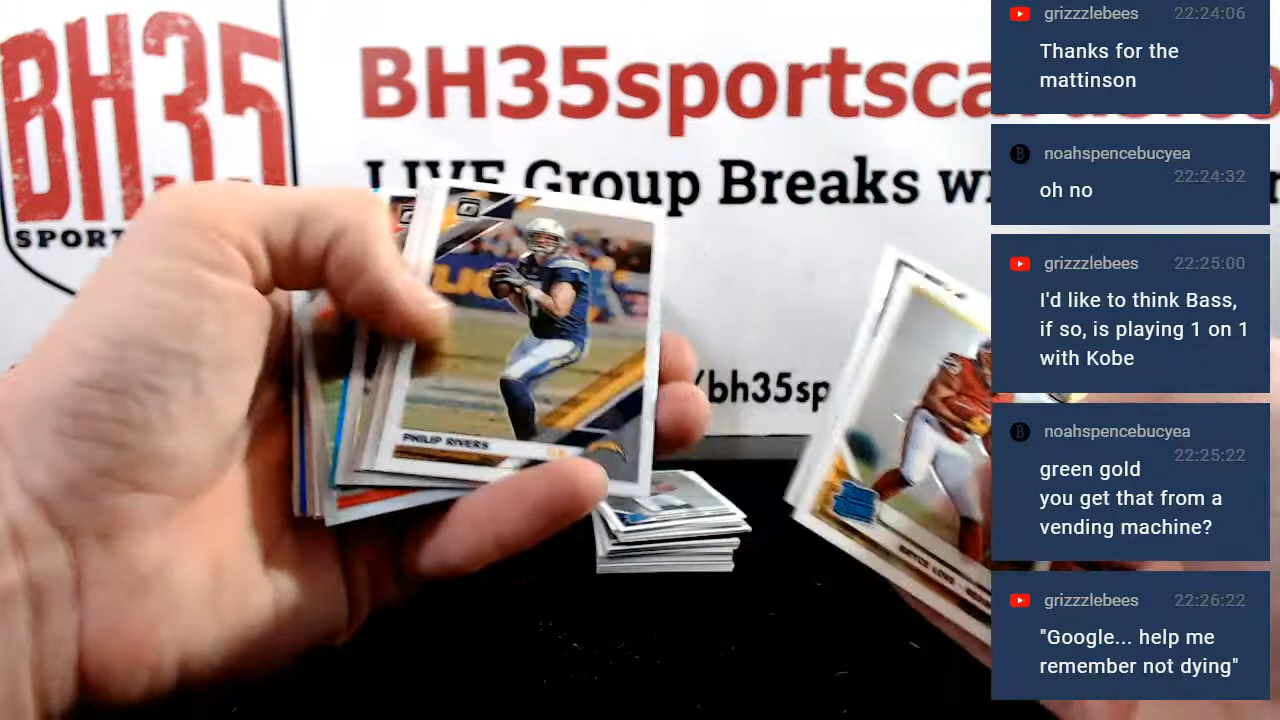 BH35
SPORT
BH35sportsca
LIVE Group Breaks w
/bh35sp
PHILIP RIVERS
BRYCE LOVE
grizzzlebees 22:24:06
Thanks for the
mattinson
noahspencebucyea
22:24:32
oh no
grizzzlebees 22:25:00
I'd like to think Bass,
if so, is playing 1 on 1
with Kobe
noahspencebucyea
22:25:22
green gold
you get that from a
vending machine?
grizzzlebees 22:26:22
"Google... help me
remember not dying"